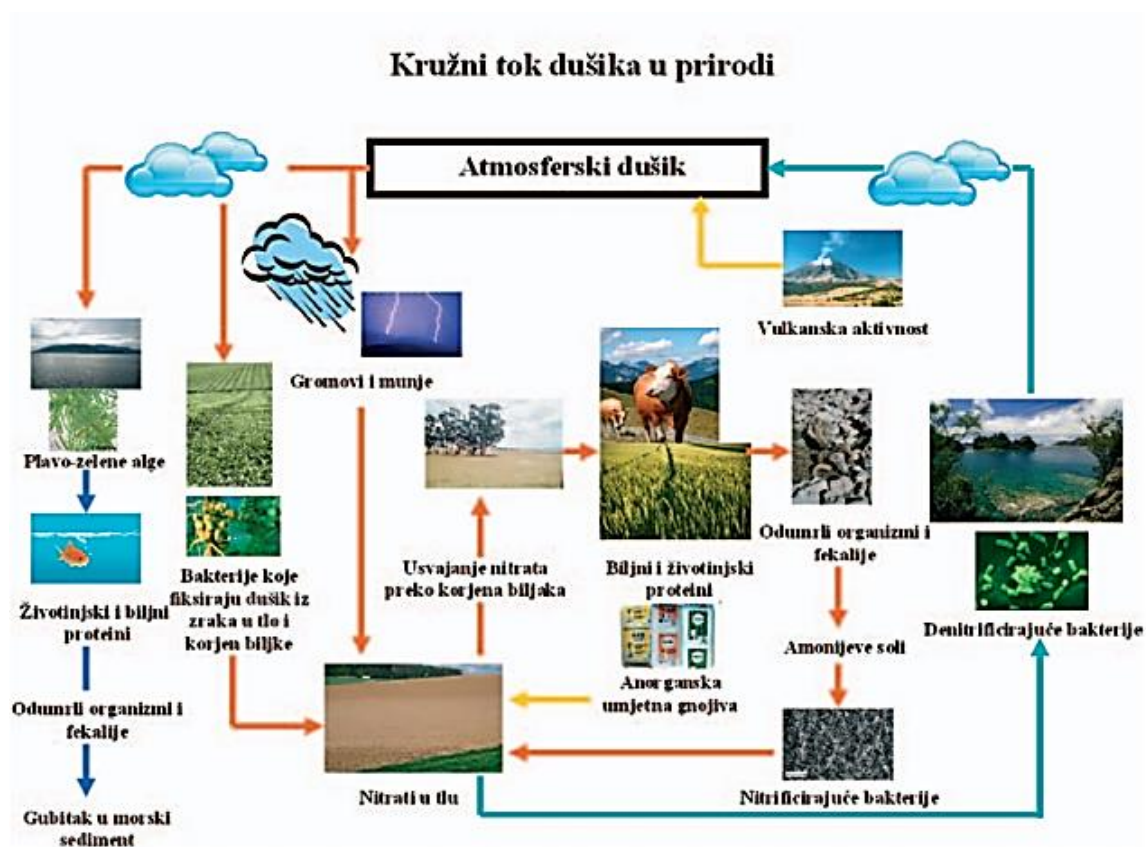 Kružni tok dušika u prirodi
Atmosferski dušik
Vulkanska aktivnost
Gromovi i munje
Plavo-zelene alge
Životinjski i biljni
proteini
Odumrli organizmi i
fekalije
Gubitak u morski
sediment
Bakterije koje
fiksiraju dušik iz
zraka u tlo i
korjen biljke
Usvajanje nitrata
preko korjena biljaka
Biljni i životinjski
proteini
Anorganska
umjetna gnojiva
Nitrati u tlu
Odumrli organizmi i
fekalije
Amonijeve soli
Nitrificirajuće bakterije
Denitrificirajuće bakterije